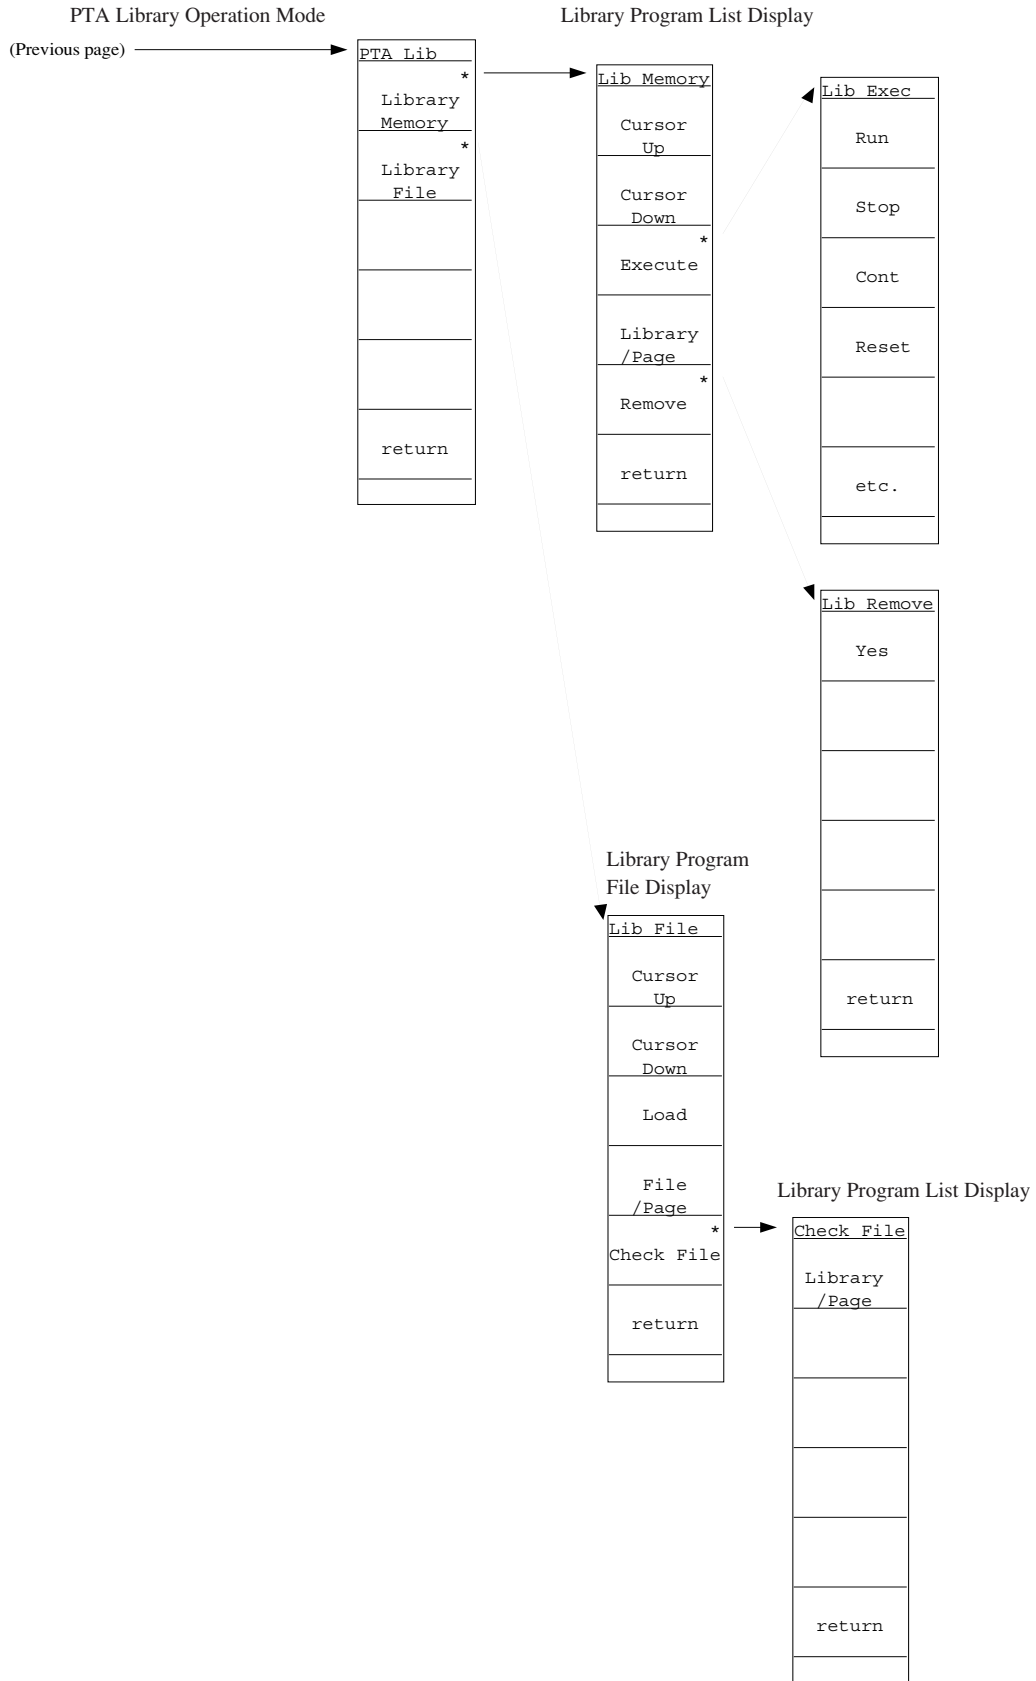 PTA Library Operation Mode
Library Program List Display
(Previous page)
PTA Lib
*
Library
Memory
*
Library
File
return
Lib Memory
Cursor
Up
Cursor
Down
*
Execute
Library
/Page
*
Remove
return
Lib Exec
Run
Stop
Cont
Reset
etc.
Lib Remove
Yes
return
Library Program
File Display
Lib File
Cursor
Up
Cursor
Down
Load
File
/Page
*
Check File
return
Library Program List Display
Check File
Library
/Page
return